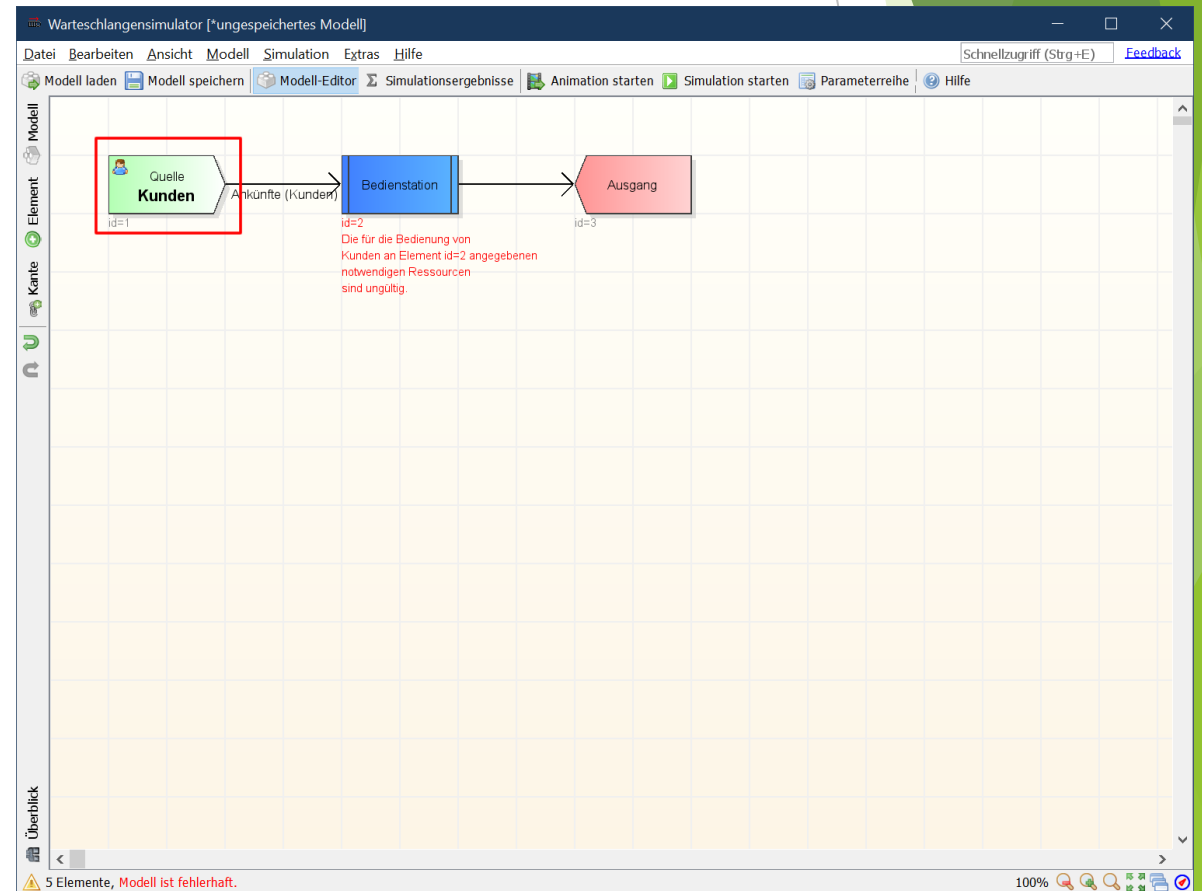 Warteschlangensimulator [*ungespeichertes Modell]
Datei Bearbeiten Ansicht Modell Simulation Extras Hilfe Schnellzugriff (Strg+E) Feedback
Modell laden Modell speichern Modell-Editor Σ Simulationsergebnisse Animation starten Simulation starten Parameterreihe Hilfe
Modell
Element
Kante
Überblick
Quelle
Kunden
id=1
Ankünfte (Kunden)
Bedienstation
id=2
Die für die Bedienung von
Kunden an Element id=2 angegebenen
notwendigen Ressourcen
sind ungültig.
Ausgang
id=3
5 Elemente, Modell ist fehlerhaft. 100%